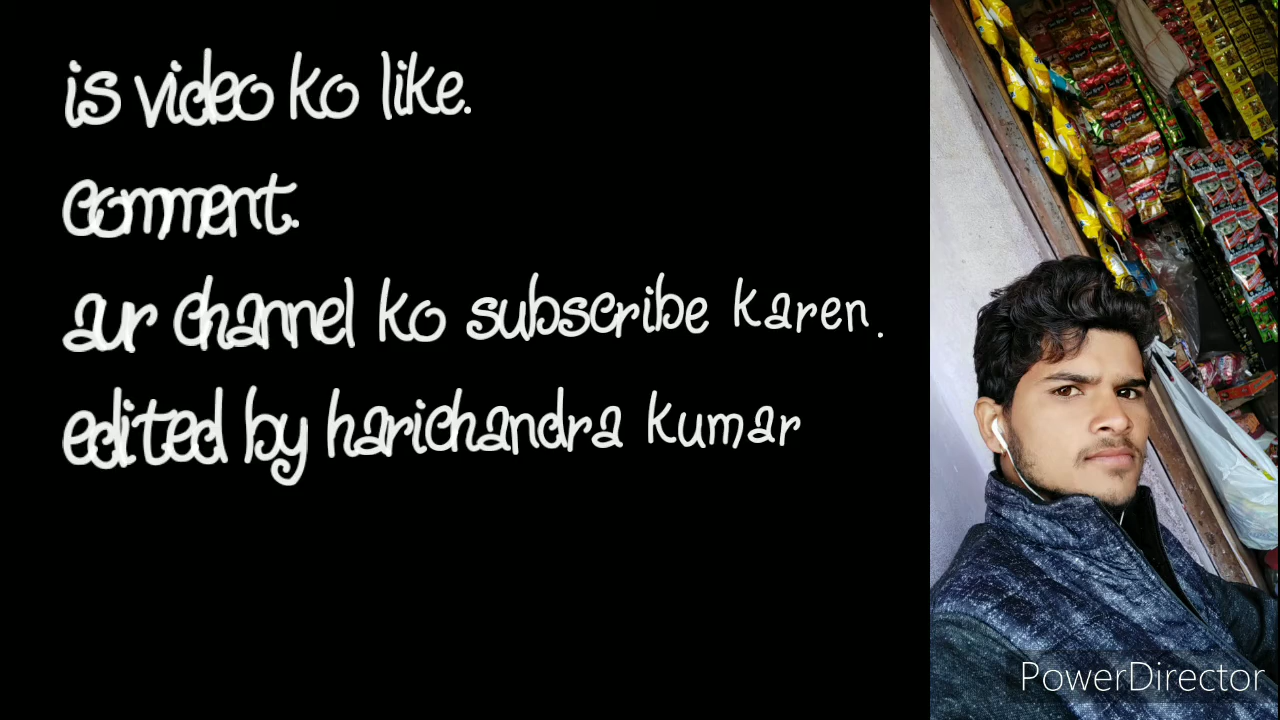 is video ko like.
comment.
aur channel ko subscribe karen.
edited by harichandra kumar
PowerDirector